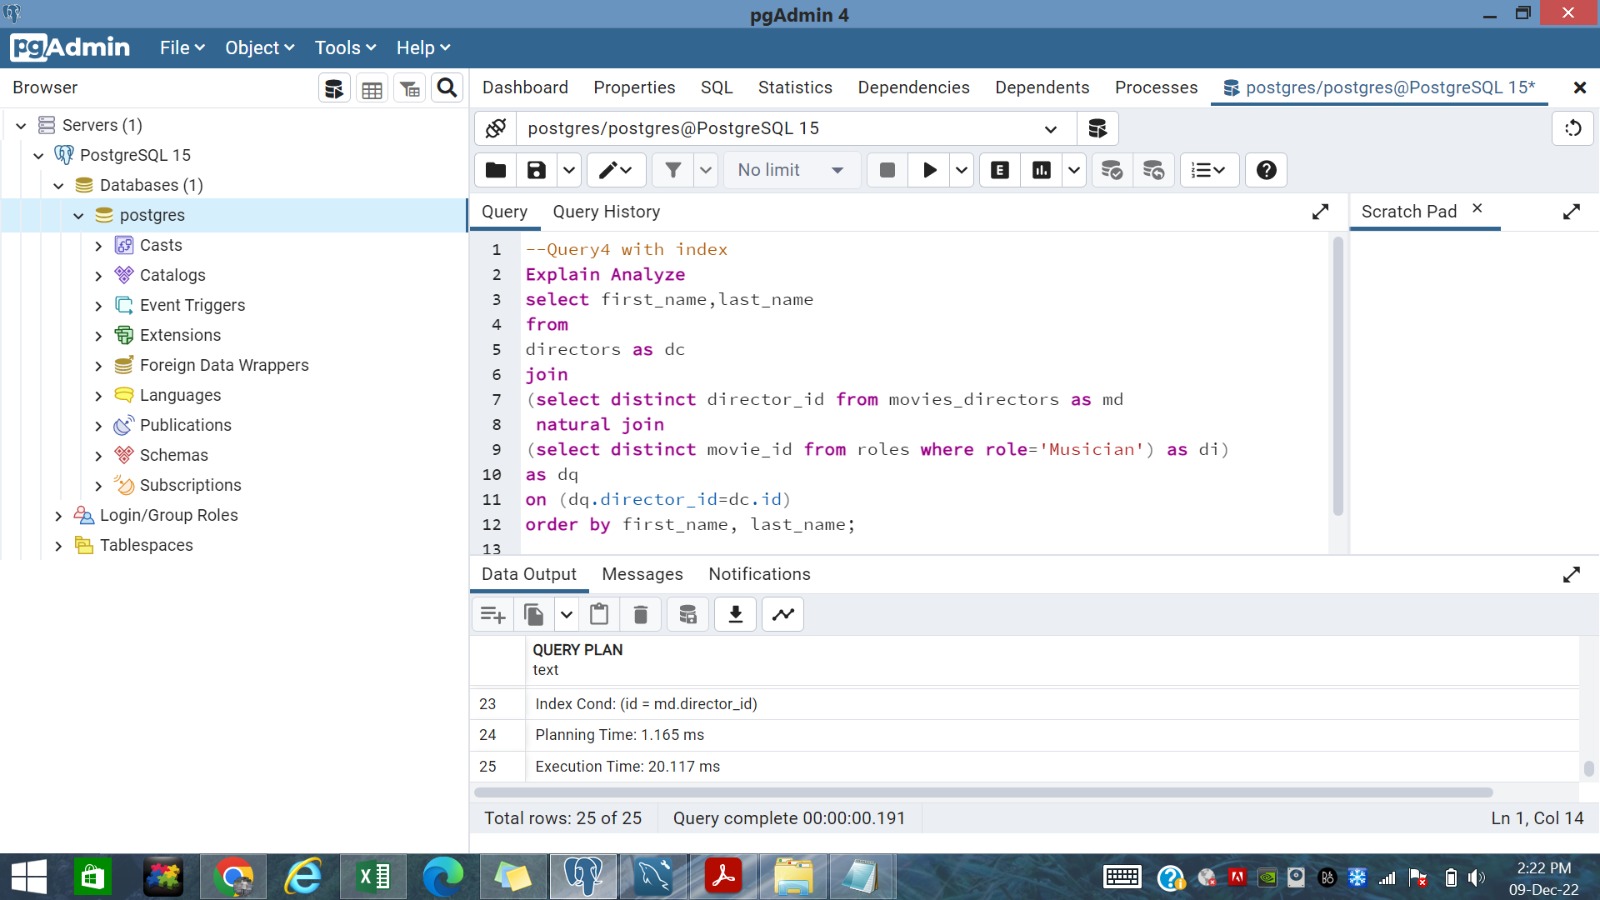 pgAdmin 4
pgAdmin File Object Tools Help
Browser
Dashboard Properties SQL Statistics Dependencies Dependents Processes postgres/postgres@PostgreSQL 15*
Servers (1)
PostgreSQL 15
Databases (1)
postgres
Casts
Catalogs
Event Triggers
Extensions
Foreign Data Wrappers
Languages
Publications
Schemas
Subscriptions
Login/Group Roles
Tablespaces
postgres/postgres@PostgreSQL 15
No limit
E
Query Query History
Scratch Pad
1 --Query4 with index
2 Explain Analyze
3 select first_name,last_name
4 from
5 directors as dc
6 join
7 (select distinct director_id from movies_directors as md
8 natural join
9 (select distinct movie_id from roles where role='Musician') as di)
10 as dq
11 on (dq.director_id=dc.id)
12 order by first_name, last_name;
13
Data Output Messages Notifications
QUERY PLAN
text
23 Index Cond: (id = md.director_id)
24 Planning Time: 1.165 ms
25 Execution Time: 20.117 ms
Total rows: 25 of 25 Query complete 00:00:00.191 Ln 1, Col 14
2:22 PM
09-Dec-22